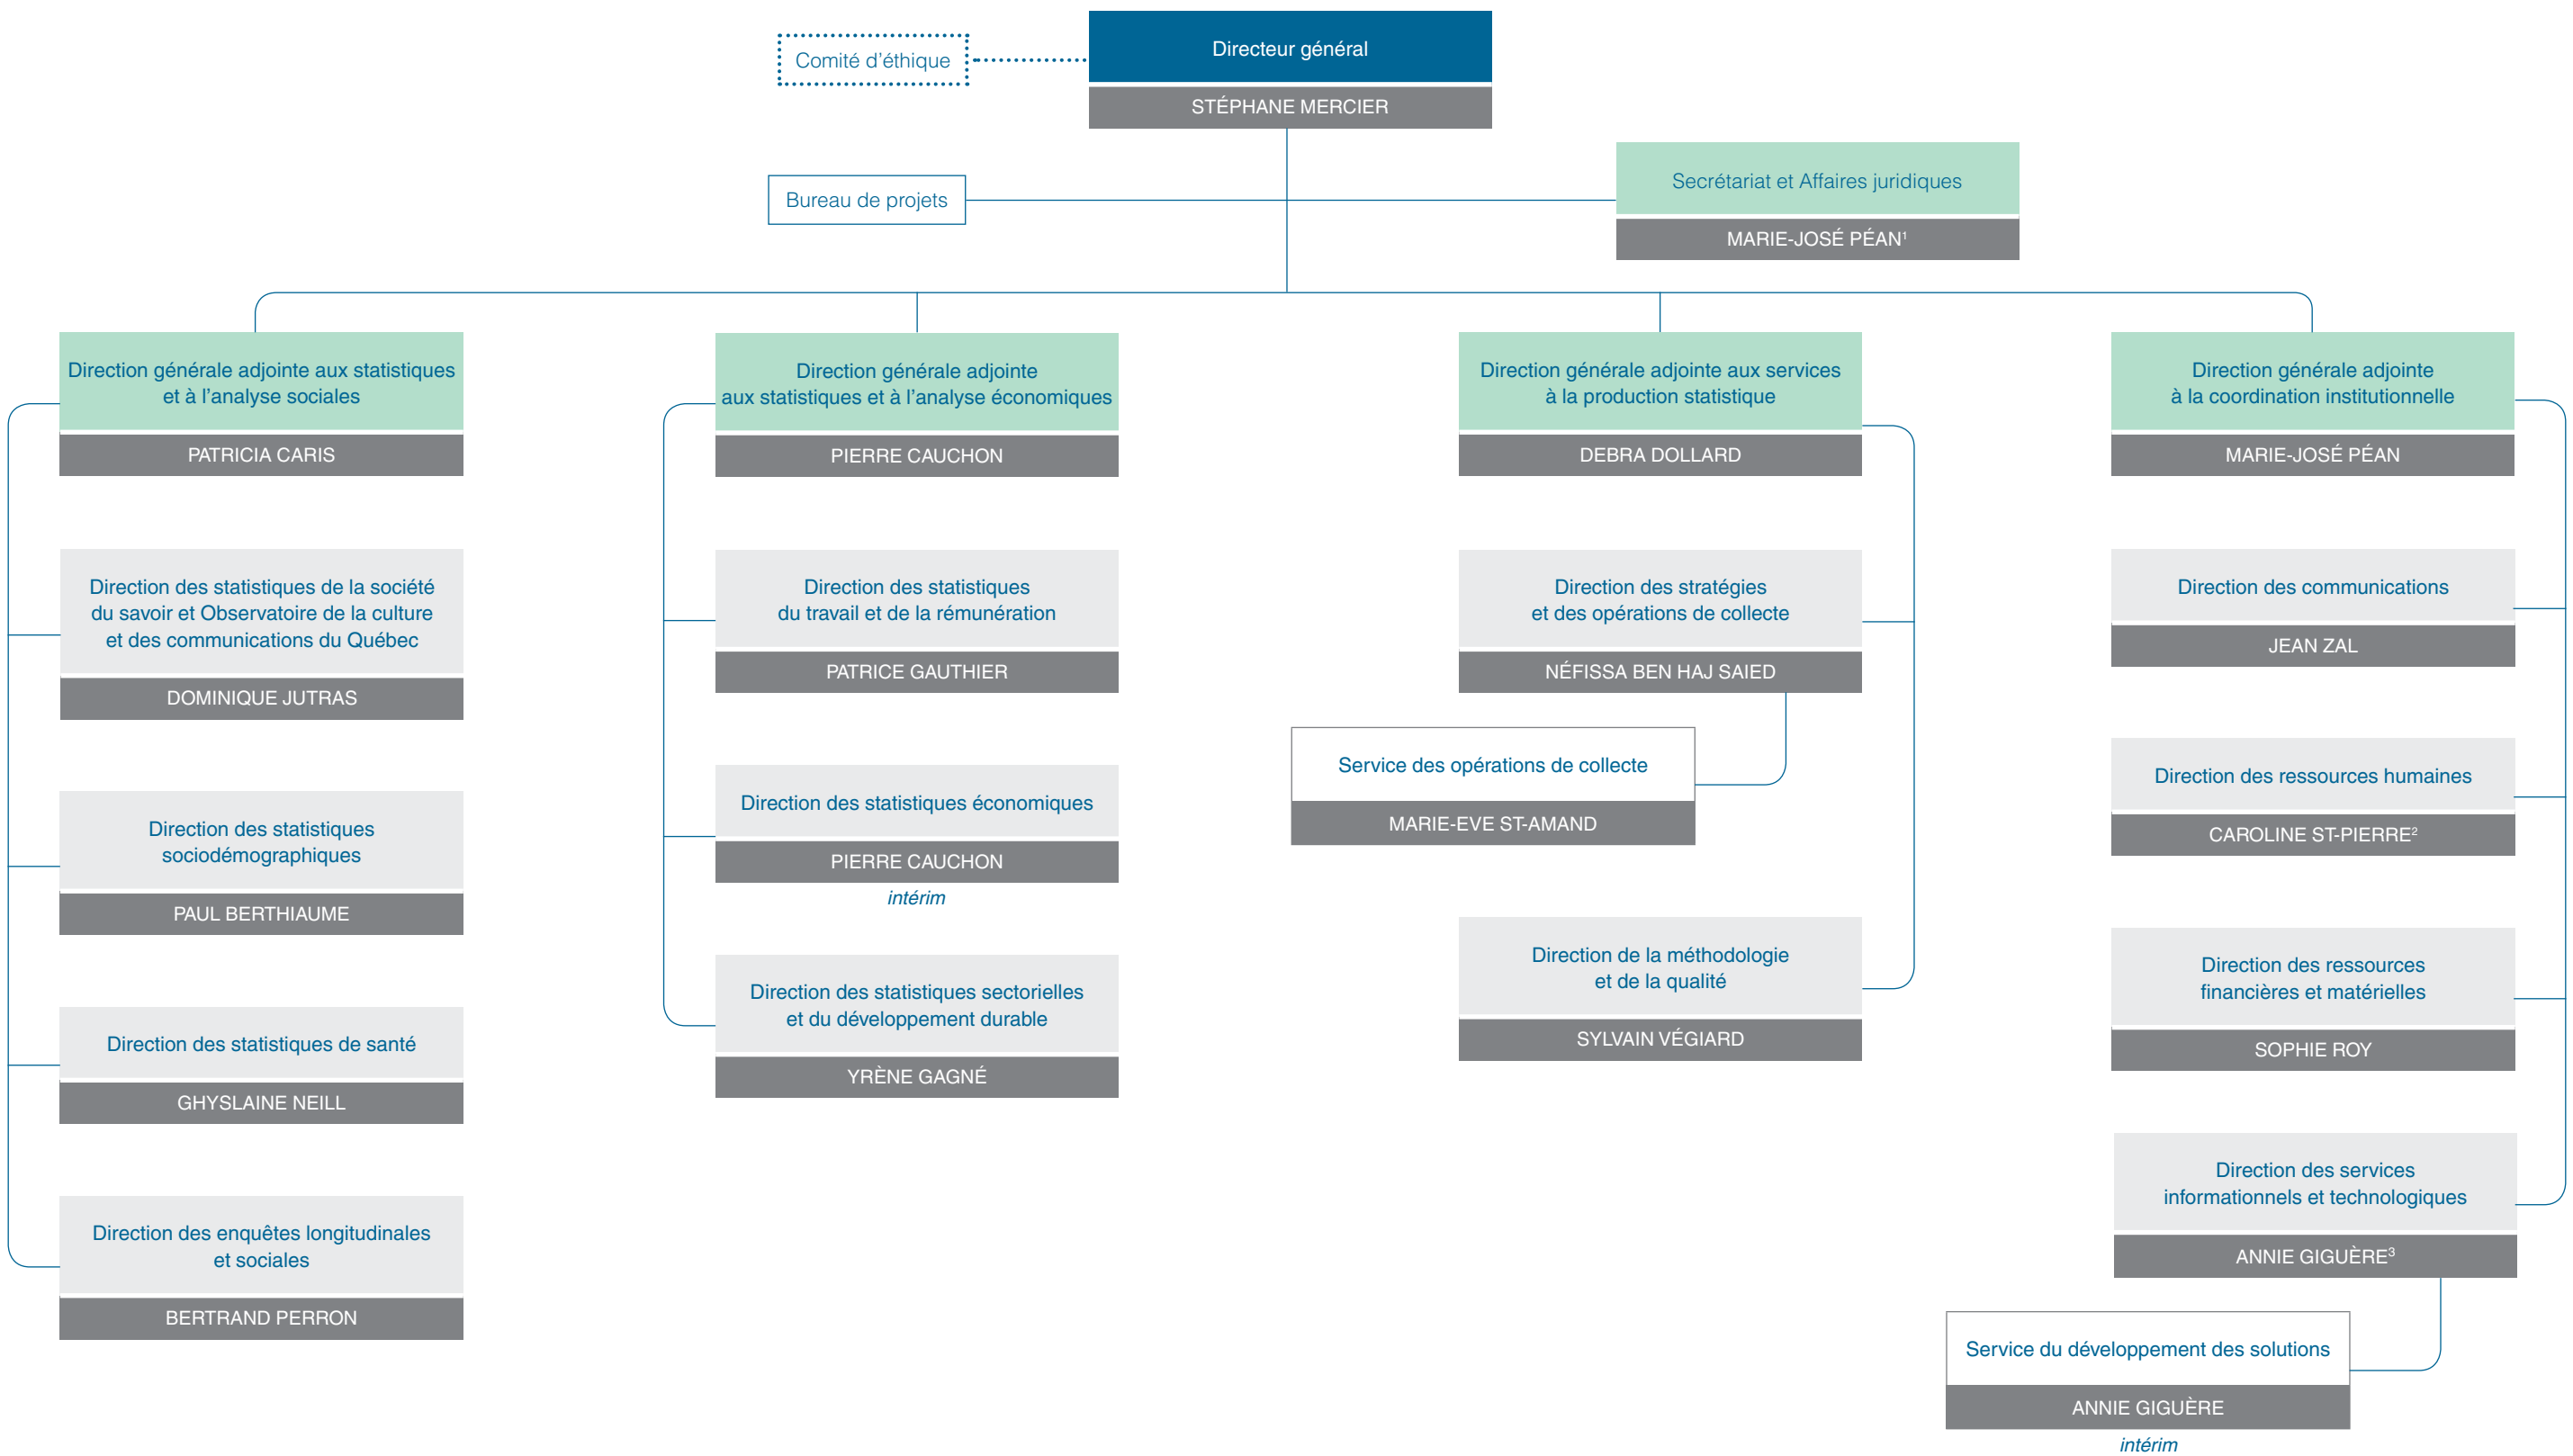 Comité d'éthique
Directeur général
STÉPHANE MERCIER
Bureau de projets
Secrétariat et Affaires juridiques
MARIE-JOSÉ PÉAN¹
Direction générale adjointe aux statistiques
et à l'analyse sociales
PATRICIA CARIS
Direction des statistiques de la société
du savoir et Observatoire de la culture
et des communications du Québec
DOMINIQUE JUTRAS
Direction des statistiques
sociodémographiques
PAUL BERTHIAUME
Direction des statistiques de santé
GHYSLAINE NEILL
Direction des enquêtes longitudinales
et sociales
BERTRAND PERRON
Direction générale adjointe
aux statistiques et à l'analyse économiques
PIERRE CAUCHON
Direction des statistiques
du travail et de la rémunération
PATRICE GAUTHIER
Direction des statistiques économiques
PIERRE CAUCHON
intérim
Direction des statistiques sectorielles
et du développement durable
YRÈNE GAGNÉ
Direction générale adjointe aux services
à la production statistique
DEBRA DOLLARD
Direction des stratégies
et des opérations de collecte
NÉFISSA BEN HAJ SAIED
Service des opérations de collecte
MARIE-EVE ST-AMAND
Direction de la méthodologie
et de la qualité
SYLVAIN VÉGIARD
Direction générale adjointe
à la coordination institutionnelle
MARIE-JOSÉ PÉAN
Direction des communications
JEAN ZAL
Direction des ressources humaines
CAROLINE ST-PIERRE²
Direction des ressources
financières et matérielles
SOPHIE ROY
Direction des services
informationnels et technologiques
ANNIE GIGUÈRE³
Service du développement des solutions
ANNIE GIGUÈRE
intérim